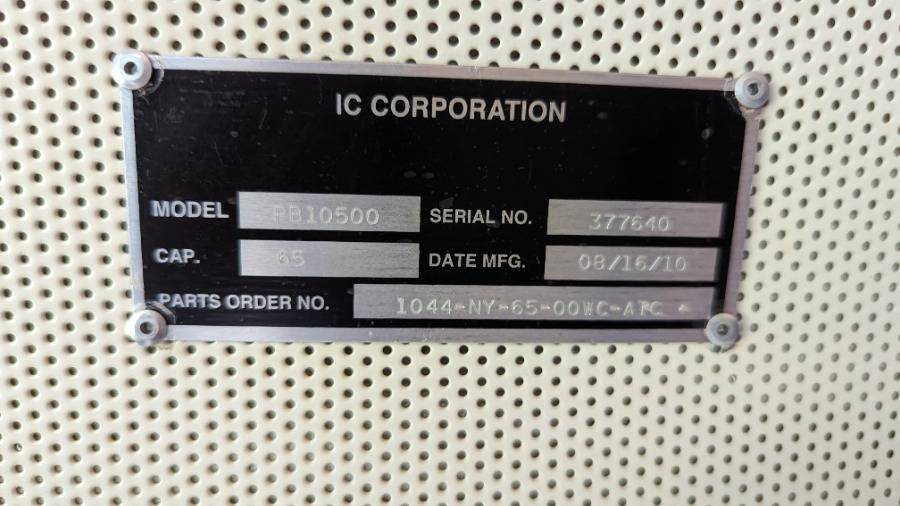 IC CORPORATION
MODEL PB10500 SERIAL NO. 377640
CAP. 65 DATE MFG. 08/16/10
PARTS ORDER NO. 1044-NY-65-00WC-ATC